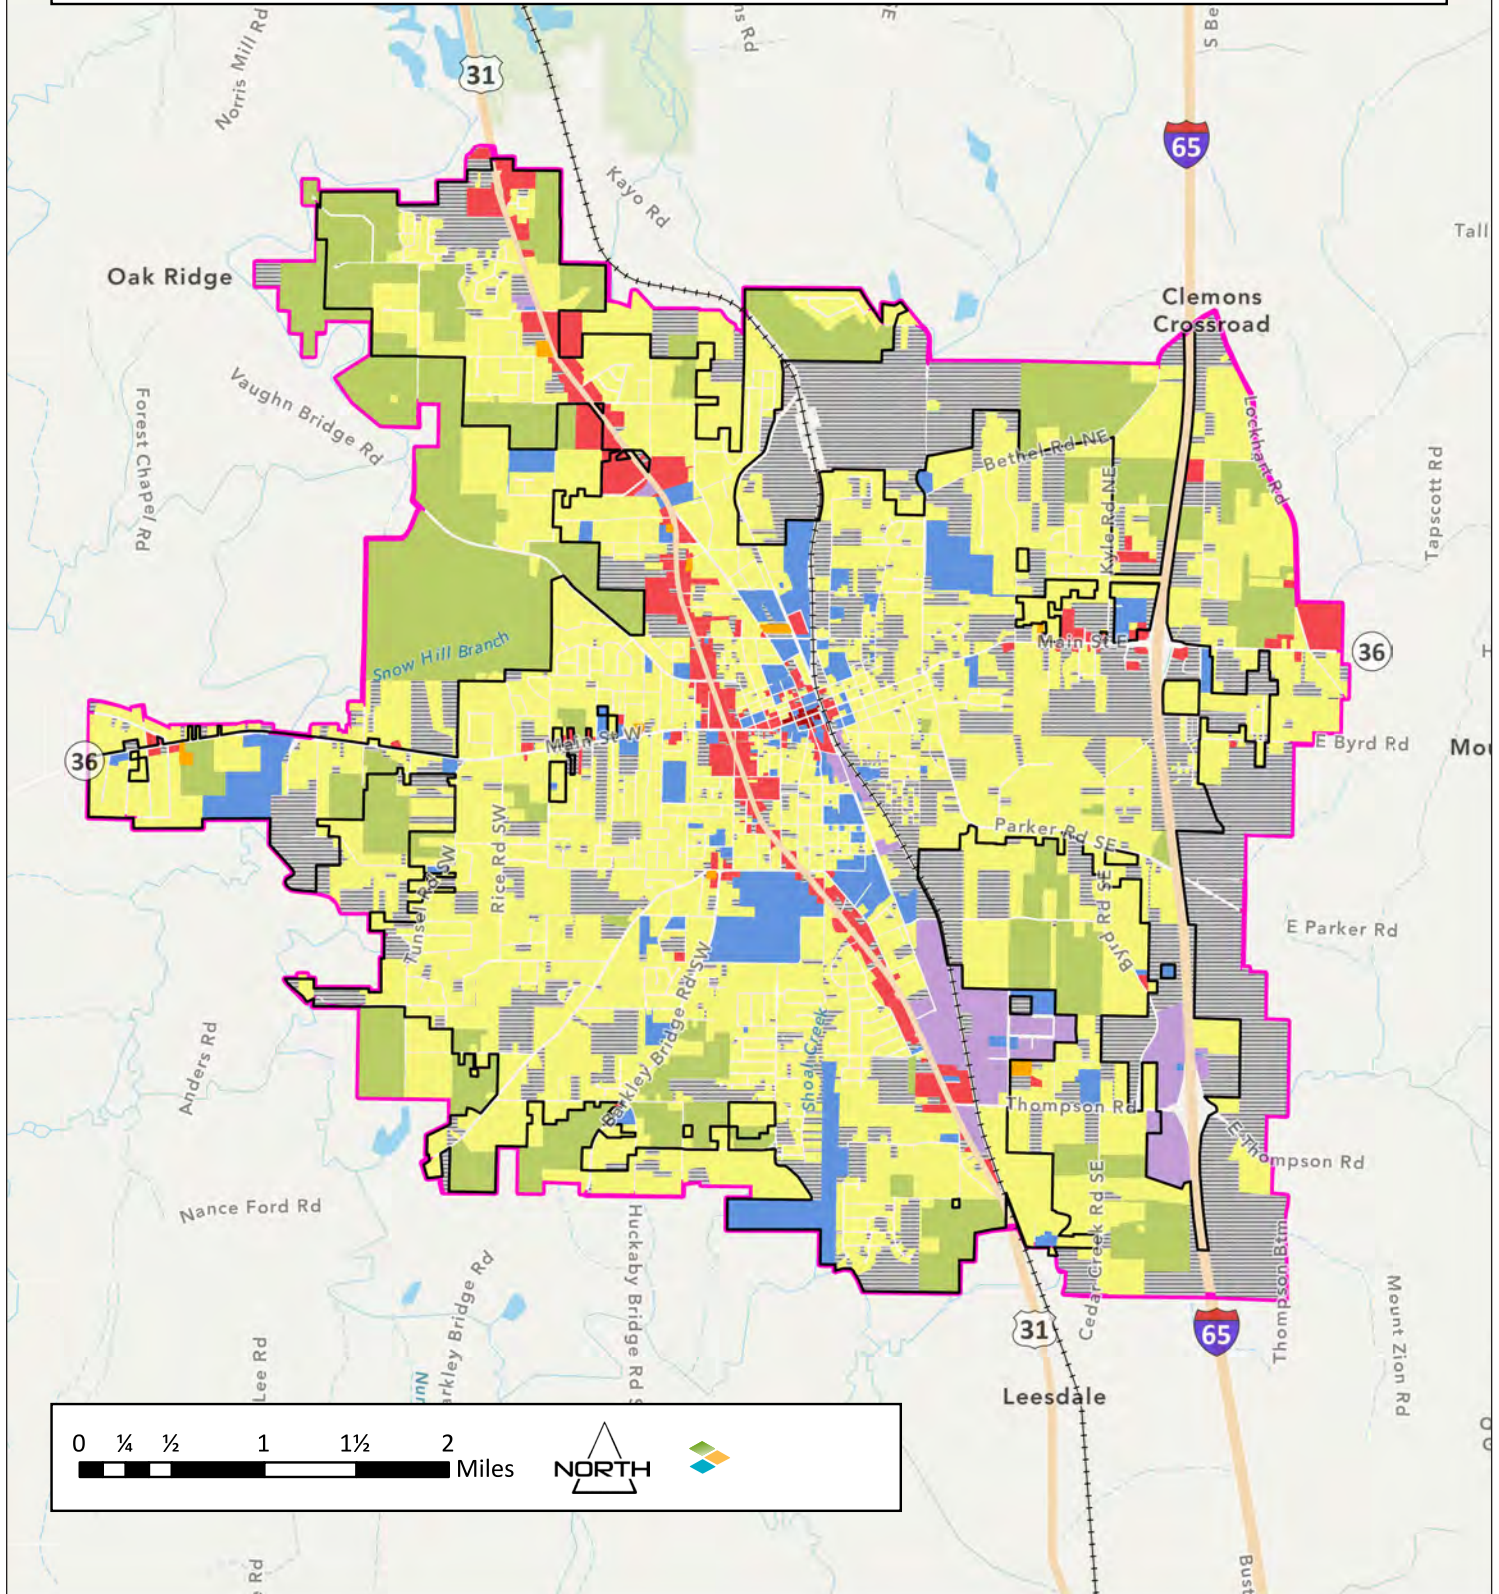 Norris Mill Rd
31
65
Kayo Rd
Oak Ridge
Clemons
Crossroad
Vaughn Bridge Rd
Forest Chapel Rd
Lockhart Rd
Bethel Rd NE
Kyle Rd NE
Tapscott Rd
Snow Hill Branch
Main St E
36
Main St W
36
E Byrd Rd
Rice Rd SW
Tunsel Rd SW
Parker Rd SE
Byrd Rd SE
E Parker Rd
Anders Rd
Barkley Bridge Rd SW
Shoal Creek
Thompson Rd
E Thompson Rd
Nance Ford Rd
Cedar Creek Rd SE
Huckaby Bridge Rd S
arkley Bridge Rd
Thompson Btm
Mount Zion Rd
31
65
Lee Rd
Leesdale
0 ¼ ½ 1 1½ 2
Miles
NORTH